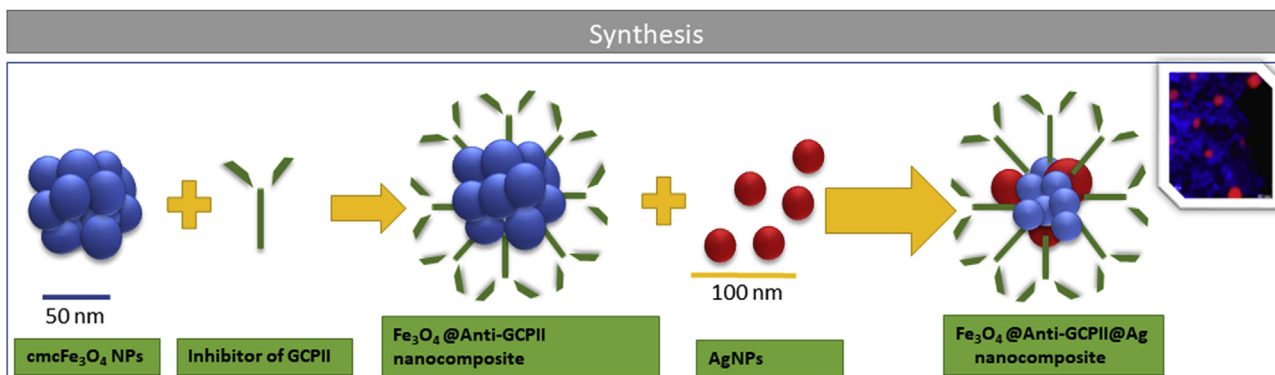 Synthesis
50 nm
100 nm
cmcFe₃O₄ NPs
Inhibitor of GCPII
Fe₃O₄ @Anti-GCPII
nanocomposite
AgNPs
Fe₃O₄ @Anti-GCPII@Ag
nanocomposite